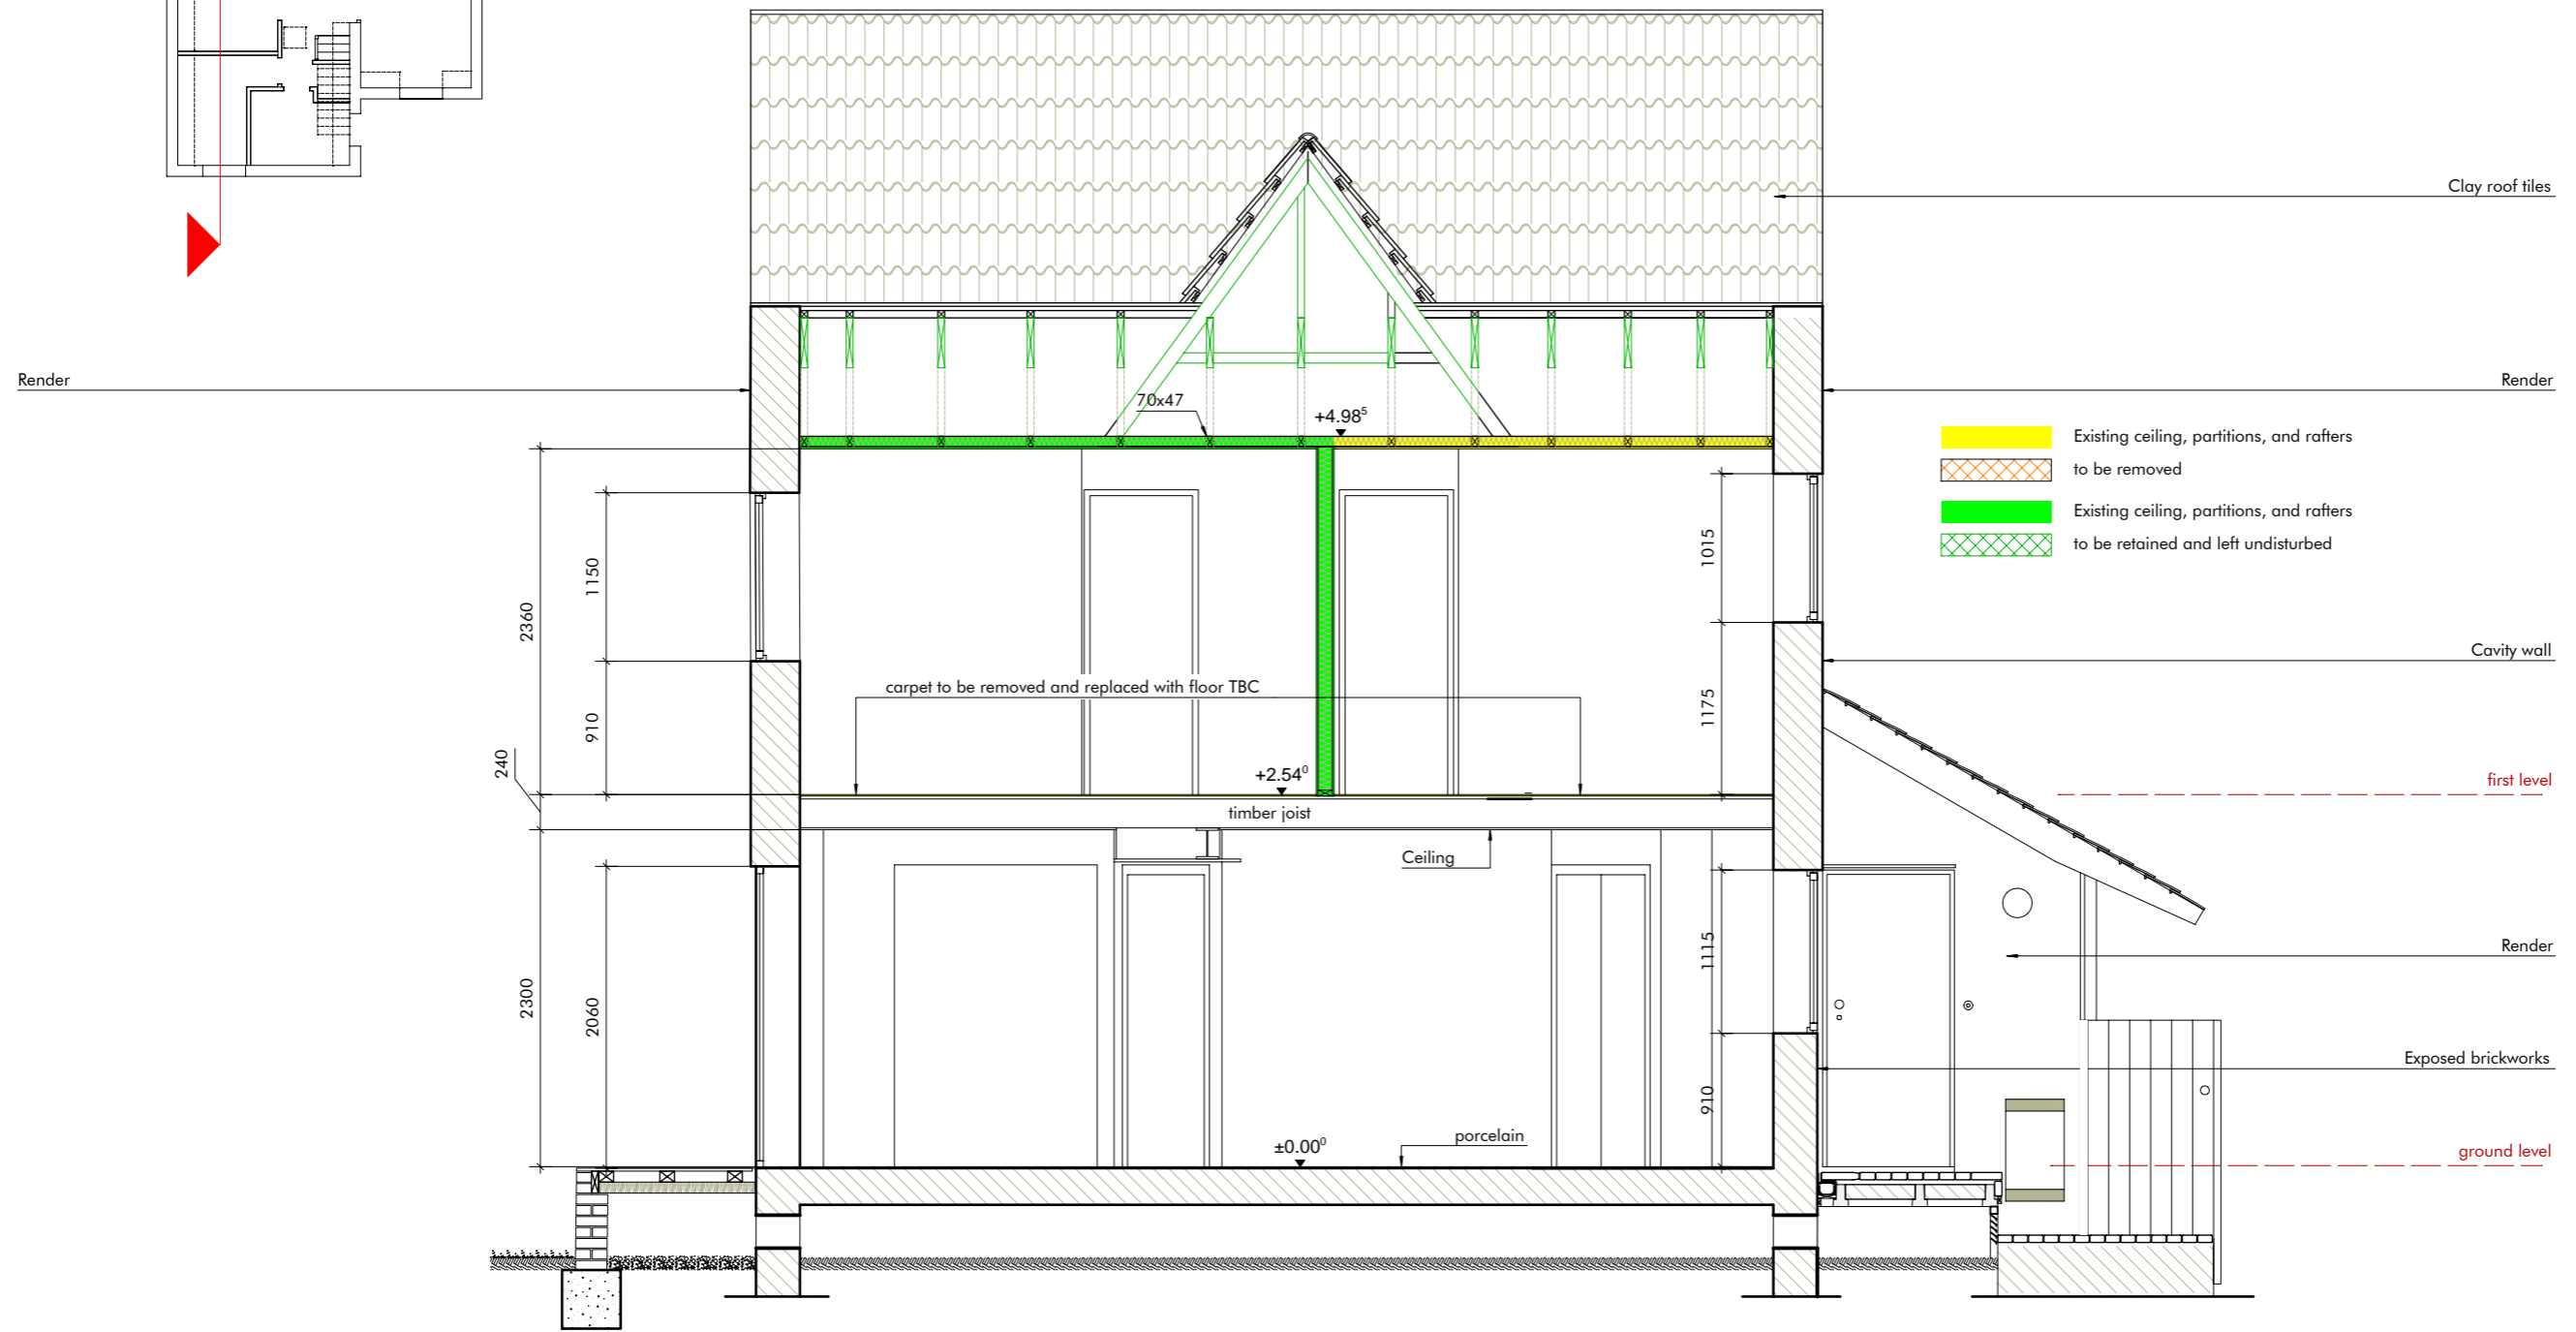 Clay roof tiles
Render
Render
70x47
+4.98⁵
Existing ceiling, partitions, and rafters
to be removed
Existing ceiling, partitions, and rafters
to be retained and left undisturbed
1150
2360
1015
Cavity wall
carpet to be removed and replaced with floor TBC
910
1175
240
+2.54⁰
first level
timber joist
Ceiling
1115
Render
2300
2060
Exposed brickworks
910
porcelain
±0.00⁰
ground level